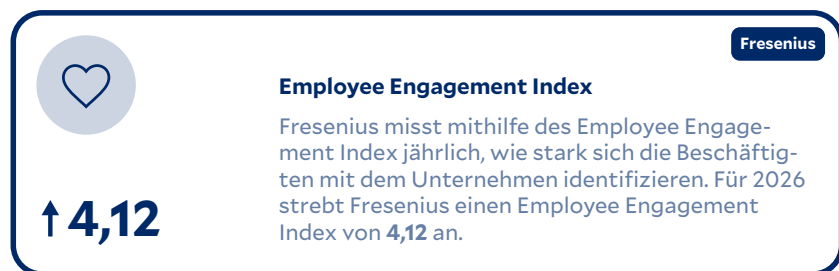 Fresenius
Employee Engagement Index
Fresenius misst mithilfe des Employee Engage-
ment Index jährlich, wie stark sich die Beschäftig-
ten mit dem Unternehmen identifizieren. Für 2026
strebt Fresenius einen Employee Engagement
Index von 4,12 an.
↑ 4,12